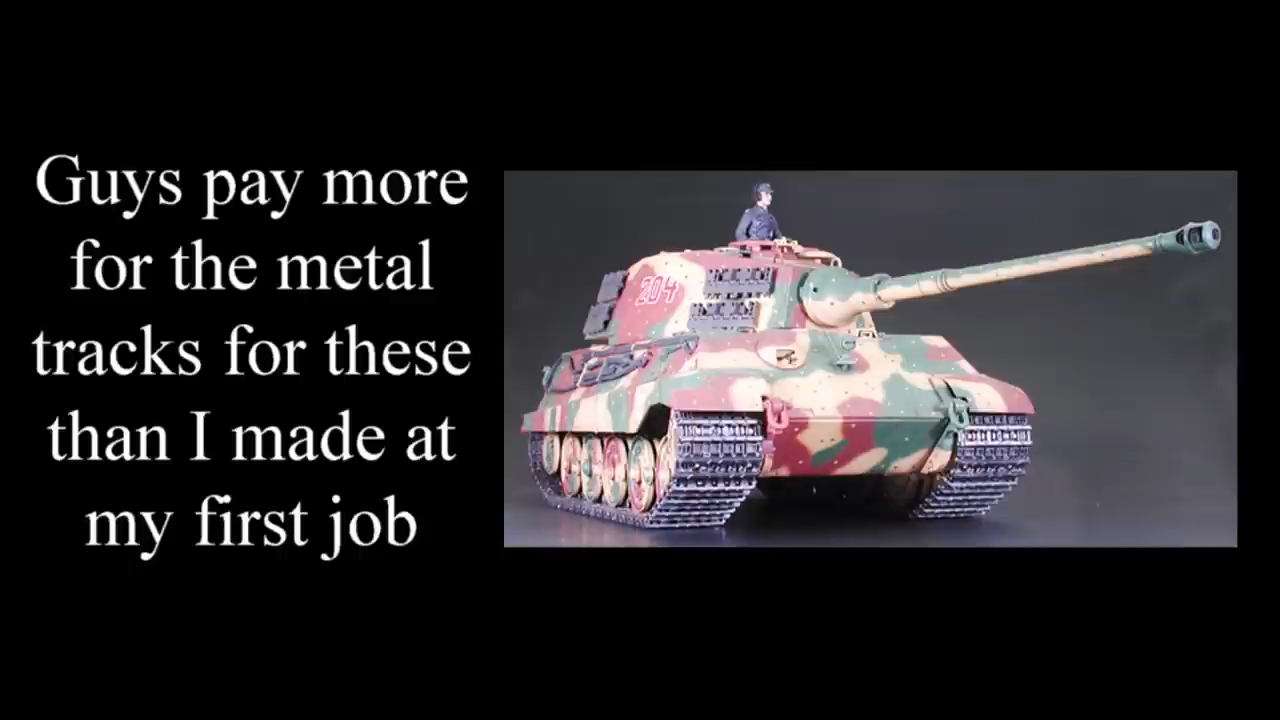 Guys pay more
for the metal
tracks for these
than I made at
my first job
204